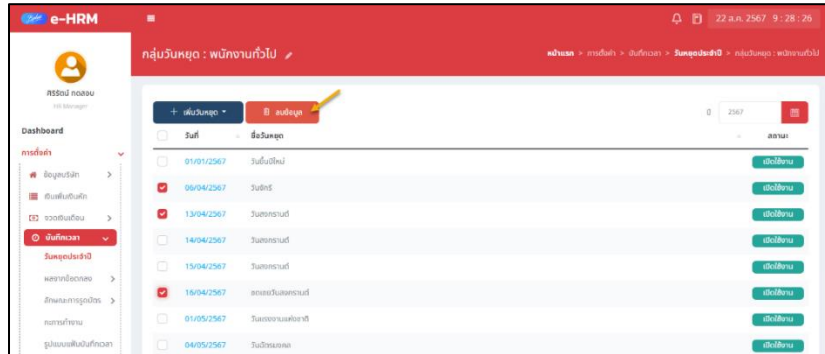 e-HRM
22 ส.ค. 2567 9 : 28 : 26
กลุ่มวันหยุด : พนักงานทั่วไป
หน้าแรก > การตั้งค่า > บันทึกเวลา > วันหยุดประจำปี > กลุ่มวันหยุด : พนักงานทั่วไป
ศิริรัตน์ ทดสอบ
HR Manager
Dashboard
การตั้งค่า
ข้อมูลบริษัท
เงินเพิ่มเงินหัก
งวดเงินเดือน
บันทึกเวลา
วันหยุดประจำปี
ผลจากข้อตกลง
ลักษณะการรูดบัตร
กะการทำงาน
รูปแบบแฟ้มบันทึกเวลา
+ เพิ่มวันหยุด
ลบข้อมูล
ปี 2567
วันที่ ชื่อวันหยุด สถานะ
01/01/2567 วันขึ้นปีใหม่ เปิดใช้งาน
06/04/2567 วันจักรี เปิดใช้งาน
13/04/2567 วันสงกรานต์ เปิดใช้งาน
14/04/2567 วันสงกรานต์ เปิดใช้งาน
15/04/2567 วันสงกรานต์ เปิดใช้งาน
16/04/2567 ชดเชยวันสงกรานต์ เปิดใช้งาน
01/05/2567 วันแรงงานแห่งชาติ เปิดใช้งาน
04/05/2567 วันฉัตรมงคล เปิดใช้งาน